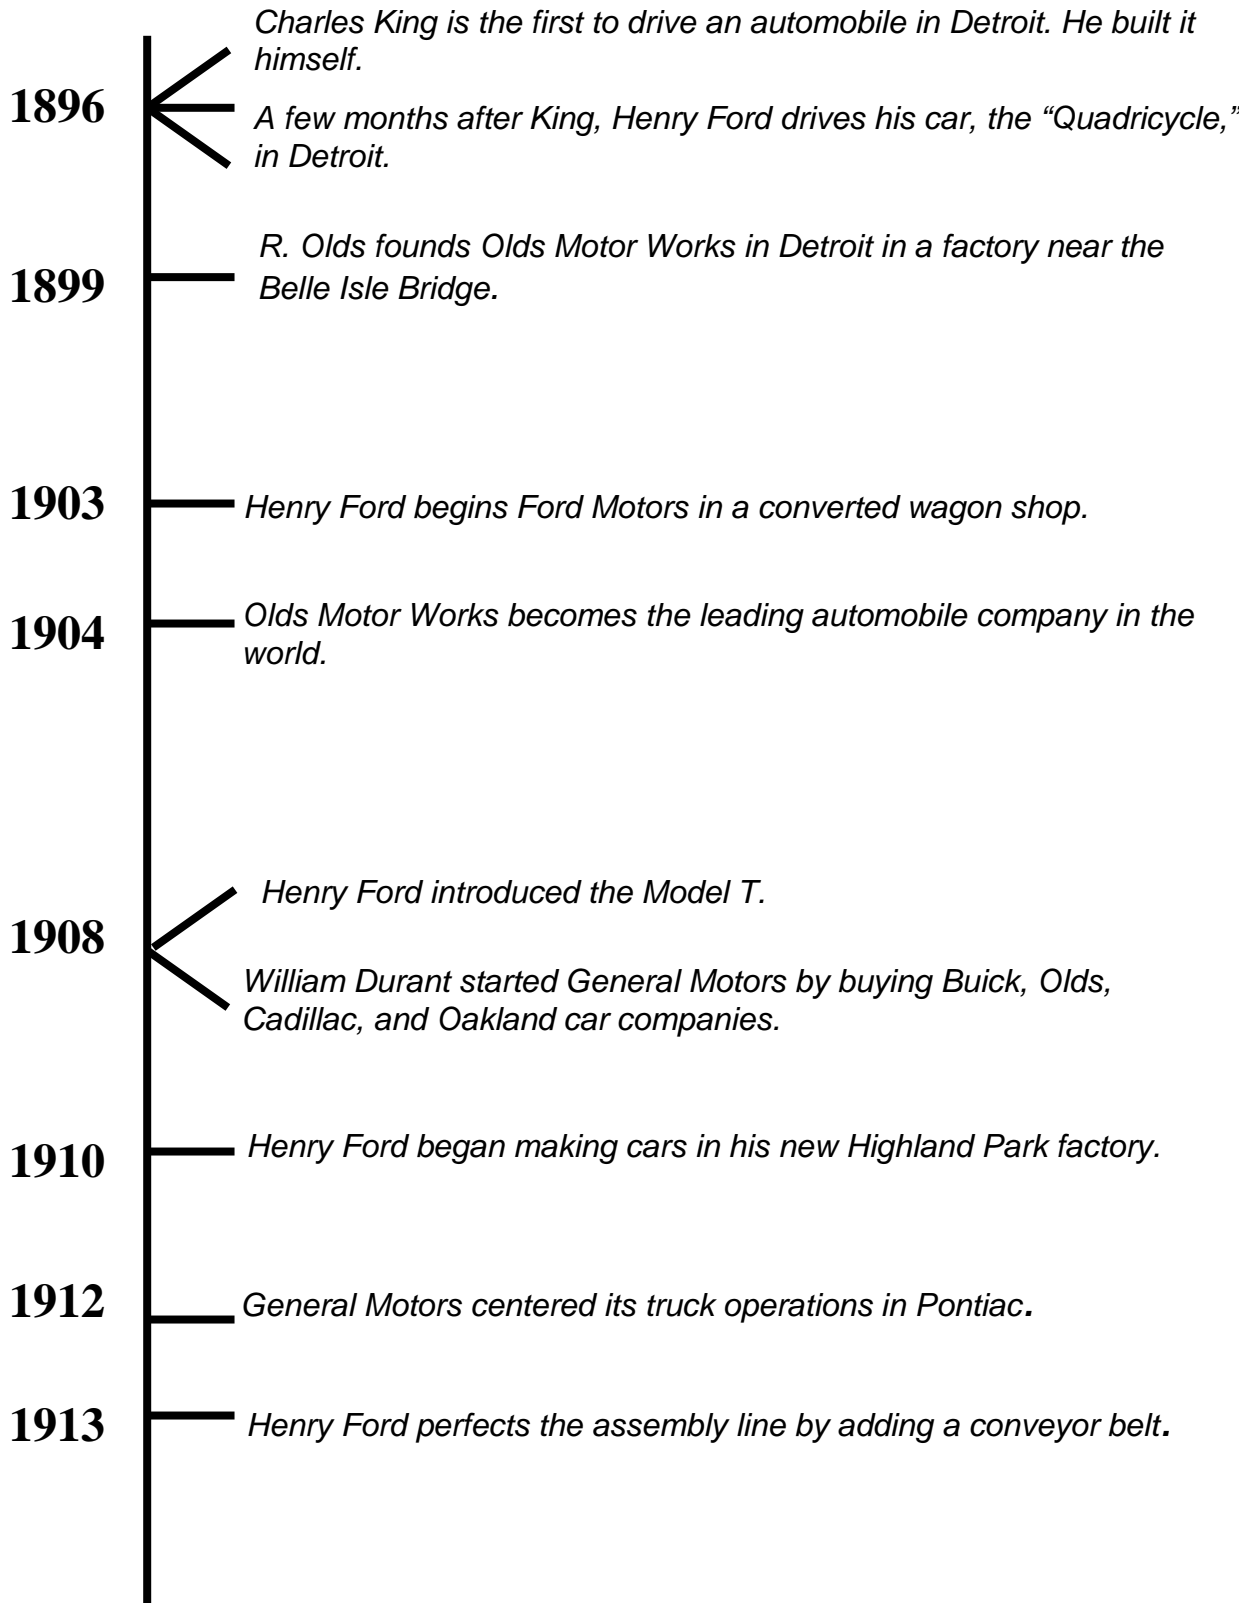 Charles King is the first to drive an automobile in Detroit. He built it
himself.
1896
A few months after King, Henry Ford drives his car, the “Quadricycle,”
in Detroit.
R. Olds founds Olds Motor Works in Detroit in a factory near the
1899
Belle Isle Bridge.
1903
Henry Ford begins Ford Motors in a converted wagon shop.
1904
Olds Motor Works becomes the leading automobile company in the
world.
Henry Ford introduced the Model T.
1908
William Durant started General Motors by buying Buick, Olds,
Cadillac, and Oakland car companies.
1910
Henry Ford began making cars in his new Highland Park factory.
1912
General Motors centered its truck operations in Pontiac.
1913
Henry Ford perfects the assembly line by adding a conveyor belt.